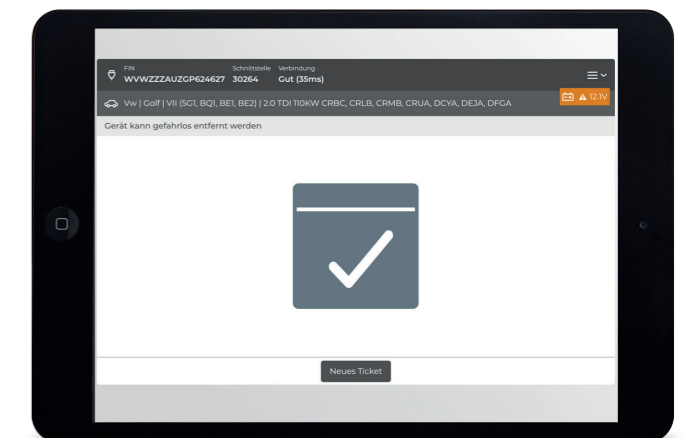 FIN
WVWZZZAUZGP624627
Schnittstelle
30264
Verbindung
Gut (35ms)
Vw | Golf | VII (5G1, BQ1, BE1, BE2) | 2.0 TDI 110KW CRBC, CRLB, CRMB, CRUA, DCYA, DEJA, DFGA
12.1V
Gerät kann gefahrlos entfernt werden
Neues Ticket